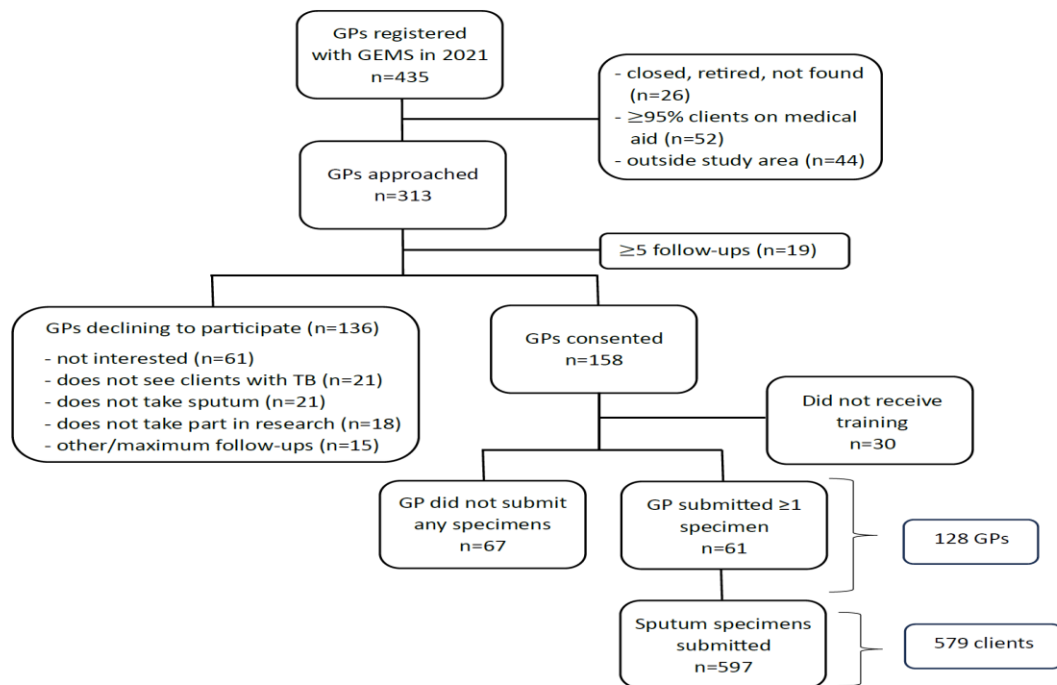 GPs registered
with GEMS in 2021
n=435
- closed, retired, not found
(n=26)
- ≥95% clients on medical
aid (n=52)
- outside study area (n=44)
GPs approached
n=313
≥5 follow-ups (n=19)
GPs declining to participate (n=136)
- not interested (n=61)
- does not see clients with TB (n=21)
- does not take sputum (n=21)
- does not take part in research (n=18)
- other/maximum follow-ups (n=15)
GPs consented
n=158
Did not receive
training
n=30
GP did not submit
any specimens
n=67
GP submitted ≥1
specimen
n=61
128 GPs
Sputum specimens
submitted
n=597
579 clients